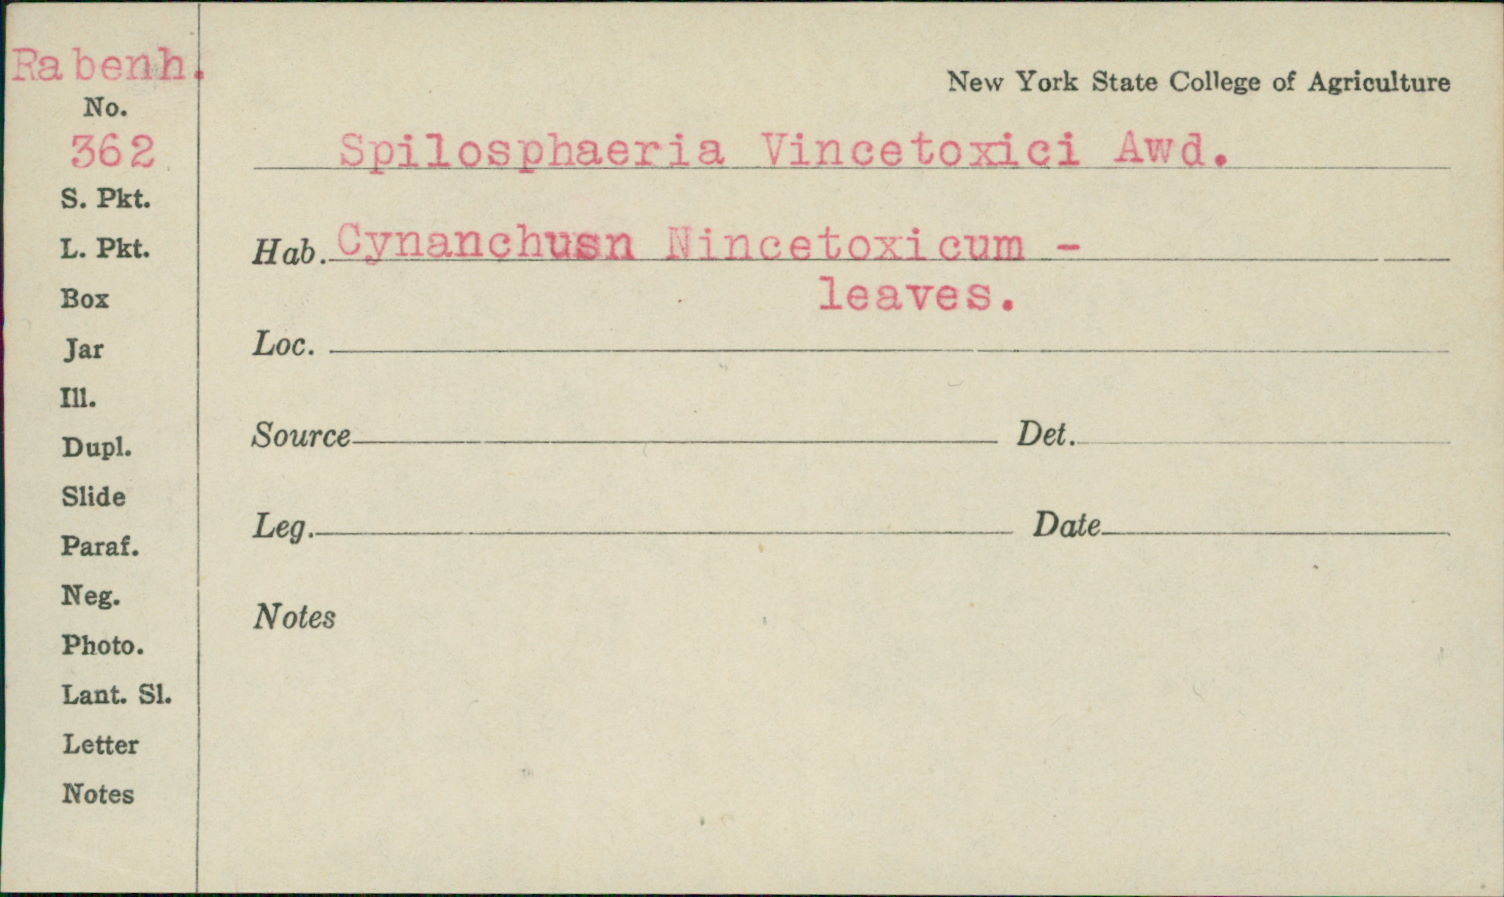 Rabenh.
No.
362
S. Pkt.
L. Pkt.
Box
Jar
Ill.
Dupl.
Slide
Paraf.
Neg.
Photo.
Lant. Sl.
Letter
Notes
New York State College of Agriculture
Spilosphaeria Vincetoxici Awd.
Hab. Cynanchusn Nincetoxicum -
leaves.
Loc.
Source Det.
Leg. Date
Notes